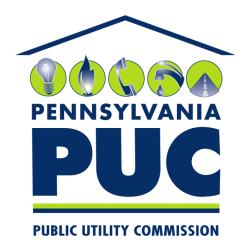 PENNSYLVANIA
PUC
PUBLIC UTILITY COMMISSION